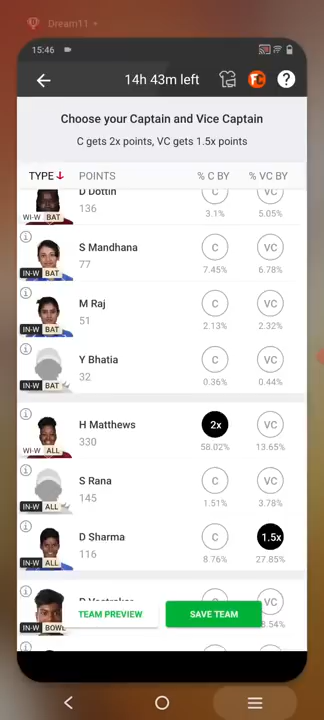 Dream11
15:46
14h 43m left
FC
?
Choose your Captain and Vice Captain
C gets 2x points, VC gets 1.5x points
TYPE POINTS % C BY % VC BY
D Dottin
136
C
VC
WI-W BAT
3.1%
5.05%
S Mandhana
77
C
VC
IN-W BAT
7.45%
6.78%
M Raj
51
C
VC
IN-W BAT
2.13%
2.32%
Y Bhatia
32
C
VC
IN-W BAT
0.36%
0.44%
H Matthews
330
2x
VC
WI-W ALL
58.02%
13.65%
S Rana
145
C
VC
IN-W ALL
1.51%
3.78%
D Sharma
116
C
1.5x
IN-W ALL
8.76%
27.85%
C
VC
IN-W BOWL
TEAM PREVIEW
SAVE TEAM
8.54%